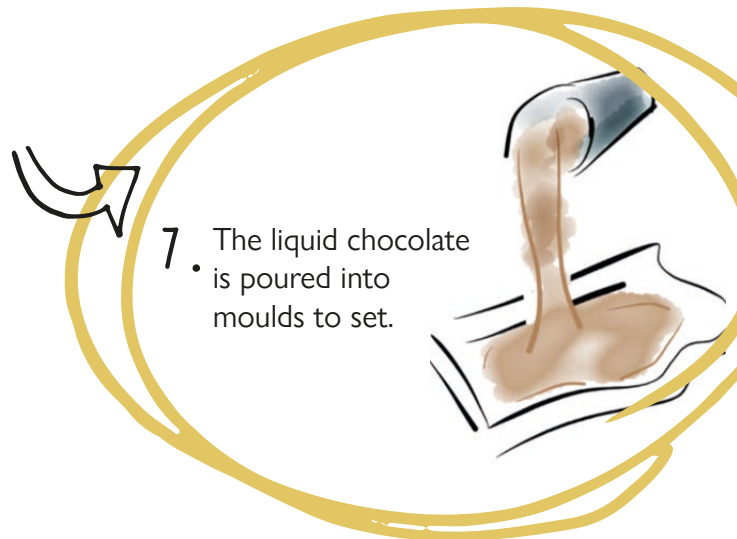 7. The liquid chocolate
is poured into
moulds to set.